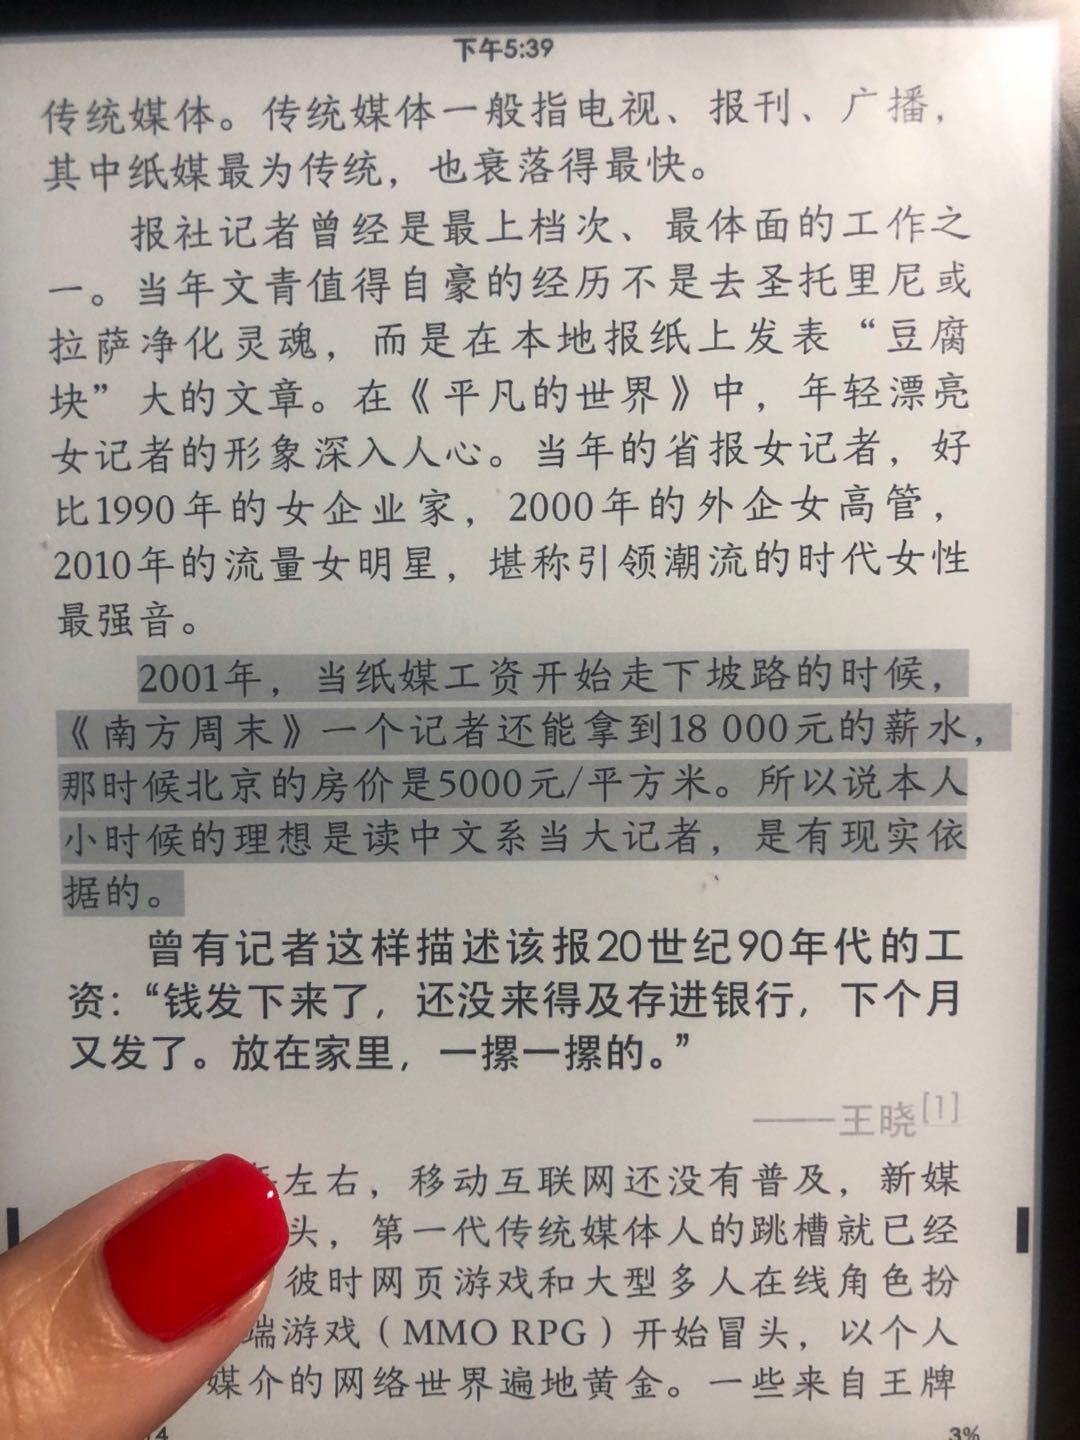 下午5:39
传统媒体。传统媒体一般指电视、报刊、广播，
其中纸媒最为传统，也衰落得最快。
报社记者曾经是最上档次、最体面的工作之
一。当年文青值得自豪的经历不是去圣托里尼或
拉萨净化灵魂，而是在本地报纸上发表“豆腐
块”大的文章。在《平凡的世界》中，年轻漂亮
女记者的形象深入人心。当年的省报女记者，好
比1990年的女企业家，2000年的外企女高管，
2010年的流量女明星，堪称引领潮流的时代女性
最强音。
2001年，当纸媒工资开始走下坡路的时候，
《南方周末》一个记者还能拿到18 000元的薪水，
那时候北京的房价是5000元/平方米。所以说本人
小时候的理想是读中文系当大记者，是有现实依
据的。
曾有记者这样描述该报20世纪90年代的工
资：“钱发下来了，还没来得及存进银行，下个月
又发了。放在家里，一摞一摞的。”
——王晓[1]
左右，移动互联网还没有普及，新媒
头，第一代传统媒体人的跳槽就已经
彼时网页游戏和大型多人在线角色扮
端游戏（MMO RPG）开始冒头，以个人
媒介的网络世界遍地黄金。一些来自王牌
3%